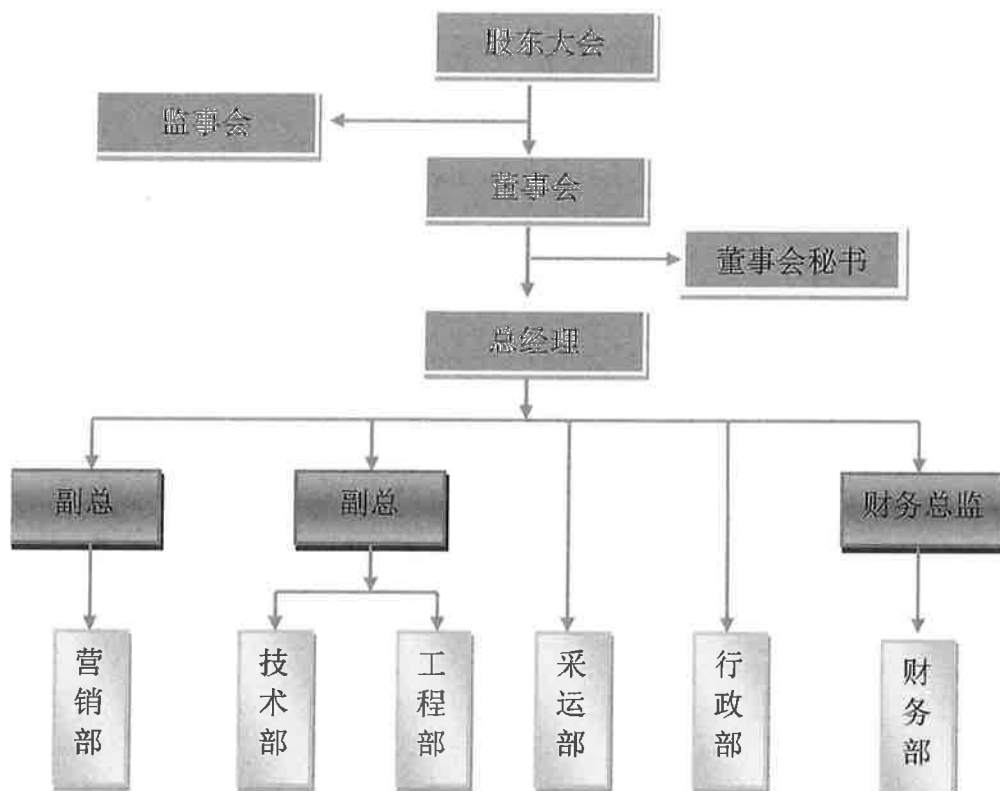 股东大会
监事会
董事会
董事会秘书
总经理
副总
副总
财务总监
营销部
技术部
工程部
采运部
行政部
财务部